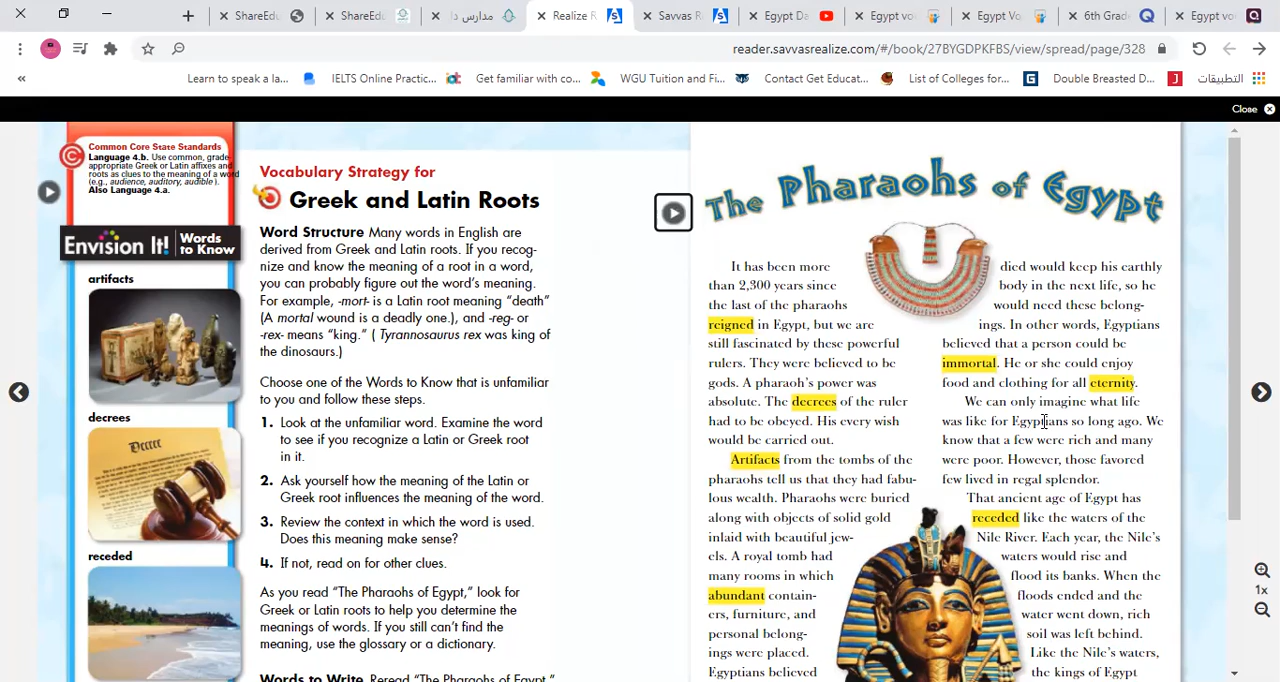 ShareEdu
ShareEdu
مدارس دا
Realize R
Savvas R
Egypt Da
Egypt vo
Egypt Vo
6th Grad
Egypt vo
reader.savvasrealize.com/#/book/27BYGDPKFBS/view/spread/page/328
Learn to speak a la...
IELTS Online Practic...
Get familiar with co...
WGU Tuition and Fi...
Contact Get Educat...
List of Colleges for...
Double Breasted D...
التطبيقات
Close
Common Core State Standards
Language 4.b. Use common, grade-
appropriate Greek or Latin affixes and
roots as clues to the meaning of a word
(e.g., audience, auditory, audible ).
Also Language 4.a.
Envision It! Words
to Know
artifacts
decrees
Decree
receded
Vocabulary Strategy for
Greek and Latin Roots
Word Structure Many words in English are
derived from Greek and Latin roots. If you recog-
nize and know the meaning of a root in a word,
you can probably figure out the word's meaning.
For example, -mort- is a Latin root meaning "death"
(A mortal wound is a deadly one.), and -reg- or
-rex- means "king." ( Tyrannosaurus rex was king of
the dinosaurs.)
Choose one of the Words to Know that is unfamiliar
to you and follow these steps.
1. Look at the unfamiliar word. Examine the word
to see if you recognize a Latin or Greek root
in it.
2. Ask yourself how the meaning of the Latin or
Greek root influences the meaning of the word.
3. Review the context in which the word is used.
Does this meaning make sense?
4. If not, read on for other clues.
As you read "The Pharaohs of Egypt," look for
Greek or Latin roots to help you determine the
meanings of words. If you still can't find the
meaning, use the glossary or a dictionary.
Words to Write Reread "The Pharaohs of Egypt."
The Pharaohs of Egypt
It has been more
than 2,300 years since
the last of the pharaohs
reigned in Egypt, but we are
still fascinated by these powerful
rulers. They were believed to be
gods. A pharaoh's power was
absolute. The decrees of the ruler
had to be obeyed. His every wish
would be carried out.
Artifacts from the tombs of the
pharaohs tell us that they had fabu-
lous wealth. Pharaohs were buried
along with objects of solid gold
inlaid with beautiful jew-
els. A royal tomb had
many rooms in which
abundant contain-
ers, furniture, and
personal belong-
ings were placed.
Egyptians believed
died would keep his earthly
body in the next life, so he
would need these belong-
ings. In other words, Egyptians
believed that a person could be
immortal. He or she could enjoy
food and clothing for all eternity.
We can only imagine what life
was like for Egyptians so long ago. We
know that a few were rich and many
were poor. However, those favored
few lived in regal splendor.
That ancient age of Egypt has
receded like the waters of the
Nile River. Each year, the Nile's
waters would rise and
flood its banks. When the
floods ended and the
water went down, rich
soil was left behind.
Like the Nile's waters,
the kings of Egypt
1x